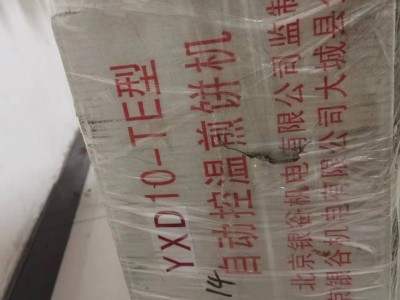 YXD10-TE型
自动控温煎饼机
14
北京银谷机电有限公司监制
京银谷机电有限公司大城县